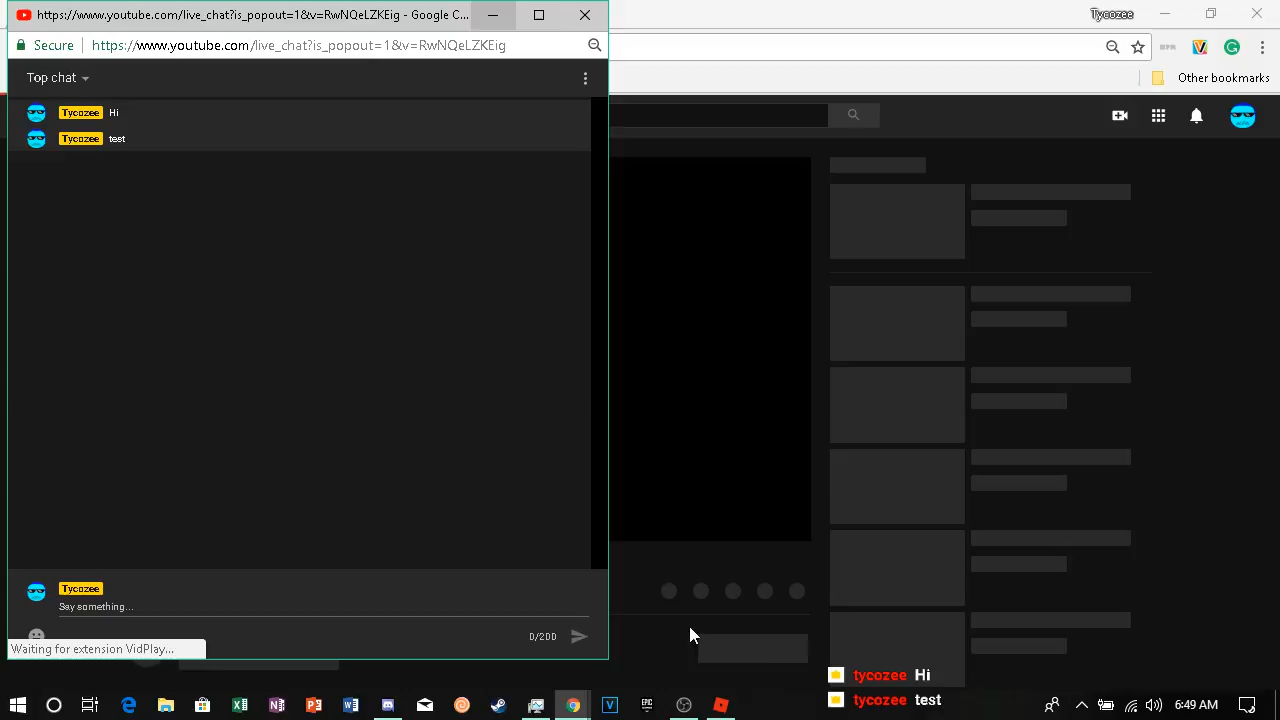 https://www.youtube.com/live_chat?is_popout=1&v=RwNQeLZKEig - Google C...
Tycozee
Secure
https://www.youtube.com/live_chat?is_popout=1&v=RwNQeLZKEig
Other bookmarks
Top chat
Tycozee Hi
Tycozee test
Tycozee
Say something...
0/200
Waiting for extension VidPlay...
tycozee Hi
tycozee test
6:49 AM